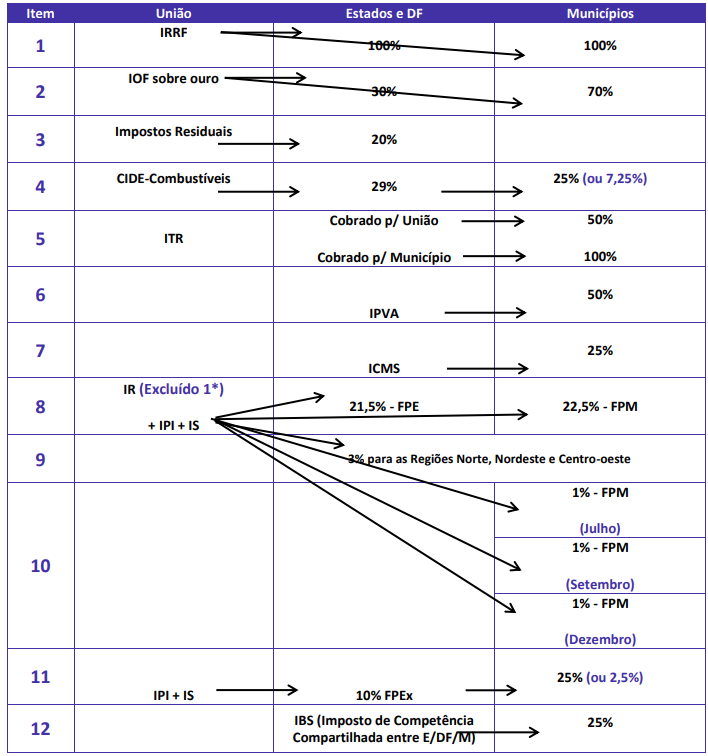 Item União Estados e DF Municípios
1 IRRF 100% 100%
2 IOF sobre ouro 30% 70%
3 Impostos Residuais 20%
4 CIDE-Combustíveis 29% 25% (ou 7,25%)
5 ITR Cobrado p/ União 50%
Cobrado p/ Município 100%
6 IPVA 50%
7 ICMS 25%
8 IR (Excluído 1*)
+ IPI + IS 21,5% - FPE 22,5% - FPM
9 3% para as Regiões Norte, Nordeste e Centro-oeste
10 1% - FPM
(Julho)
1% - FPM
(Setembro)
1% - FPM
(Dezembro)
11 IPI + IS 10% FPEx 25% (ou 2,5%)
12 IBS (Imposto de Competência
Compartilhada entre E/DF/M) 25%